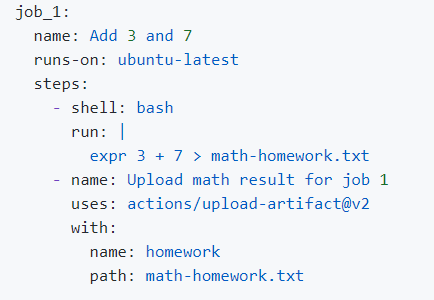 job_1:
  name: Add 3 and 7
  runs-on: ubuntu-latest
  steps:
    - shell: bash
      run: |
        expr 3 + 7 > math-homework.txt
    - name: Upload math result for job 1
      uses: actions/upload-artifact@v2
      with:
        name: homework
        path: math-homework.txt